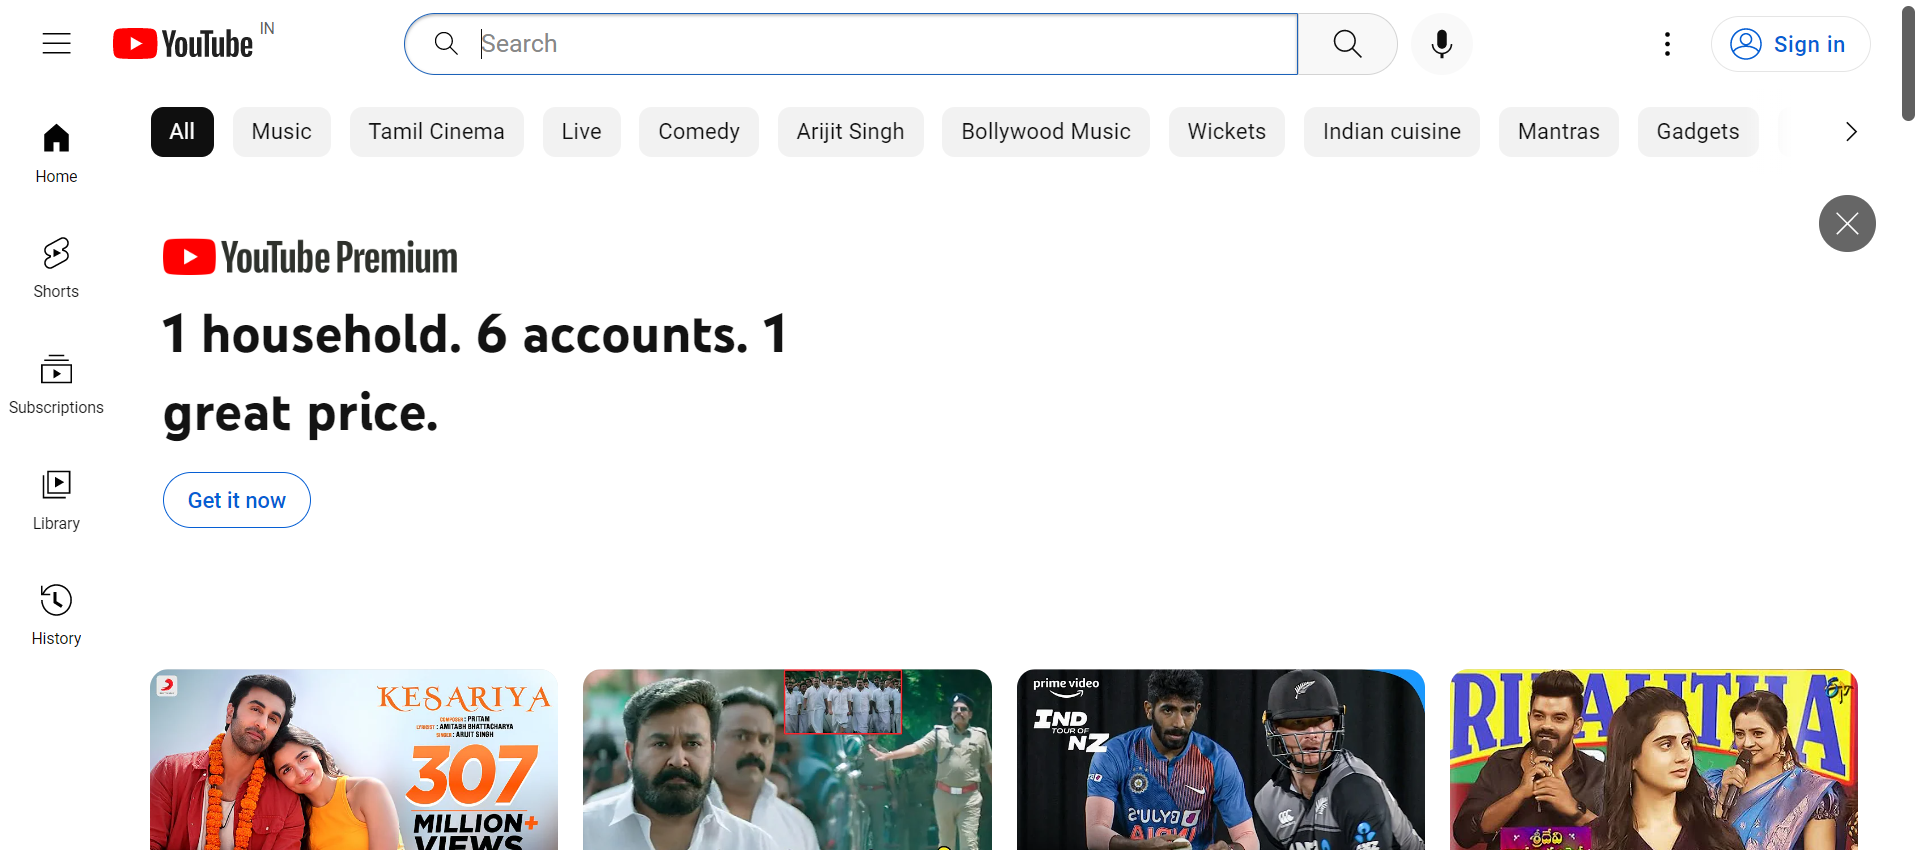 YouTube IN
Search
Sign in
All
Music
Tamil Cinema
Live
Comedy
Arijit Singh
Bollywood Music
Wickets
Indian cuisine
Mantras
Gadgets
Home
Shorts
Subscriptions
Library
History
YouTube Premium
1 household. 6 accounts. 1
great price.
Get it now
KESARIYA
COMPOSER : PRITAM
LYRICIST : AMITABH BHATTACHARYA
SINGER : ARIJIT SINGH
307
MILLION+
VIEWS
prime video
IND
TOUR OF
NZ
BYJU'S
శ్రీదేవి